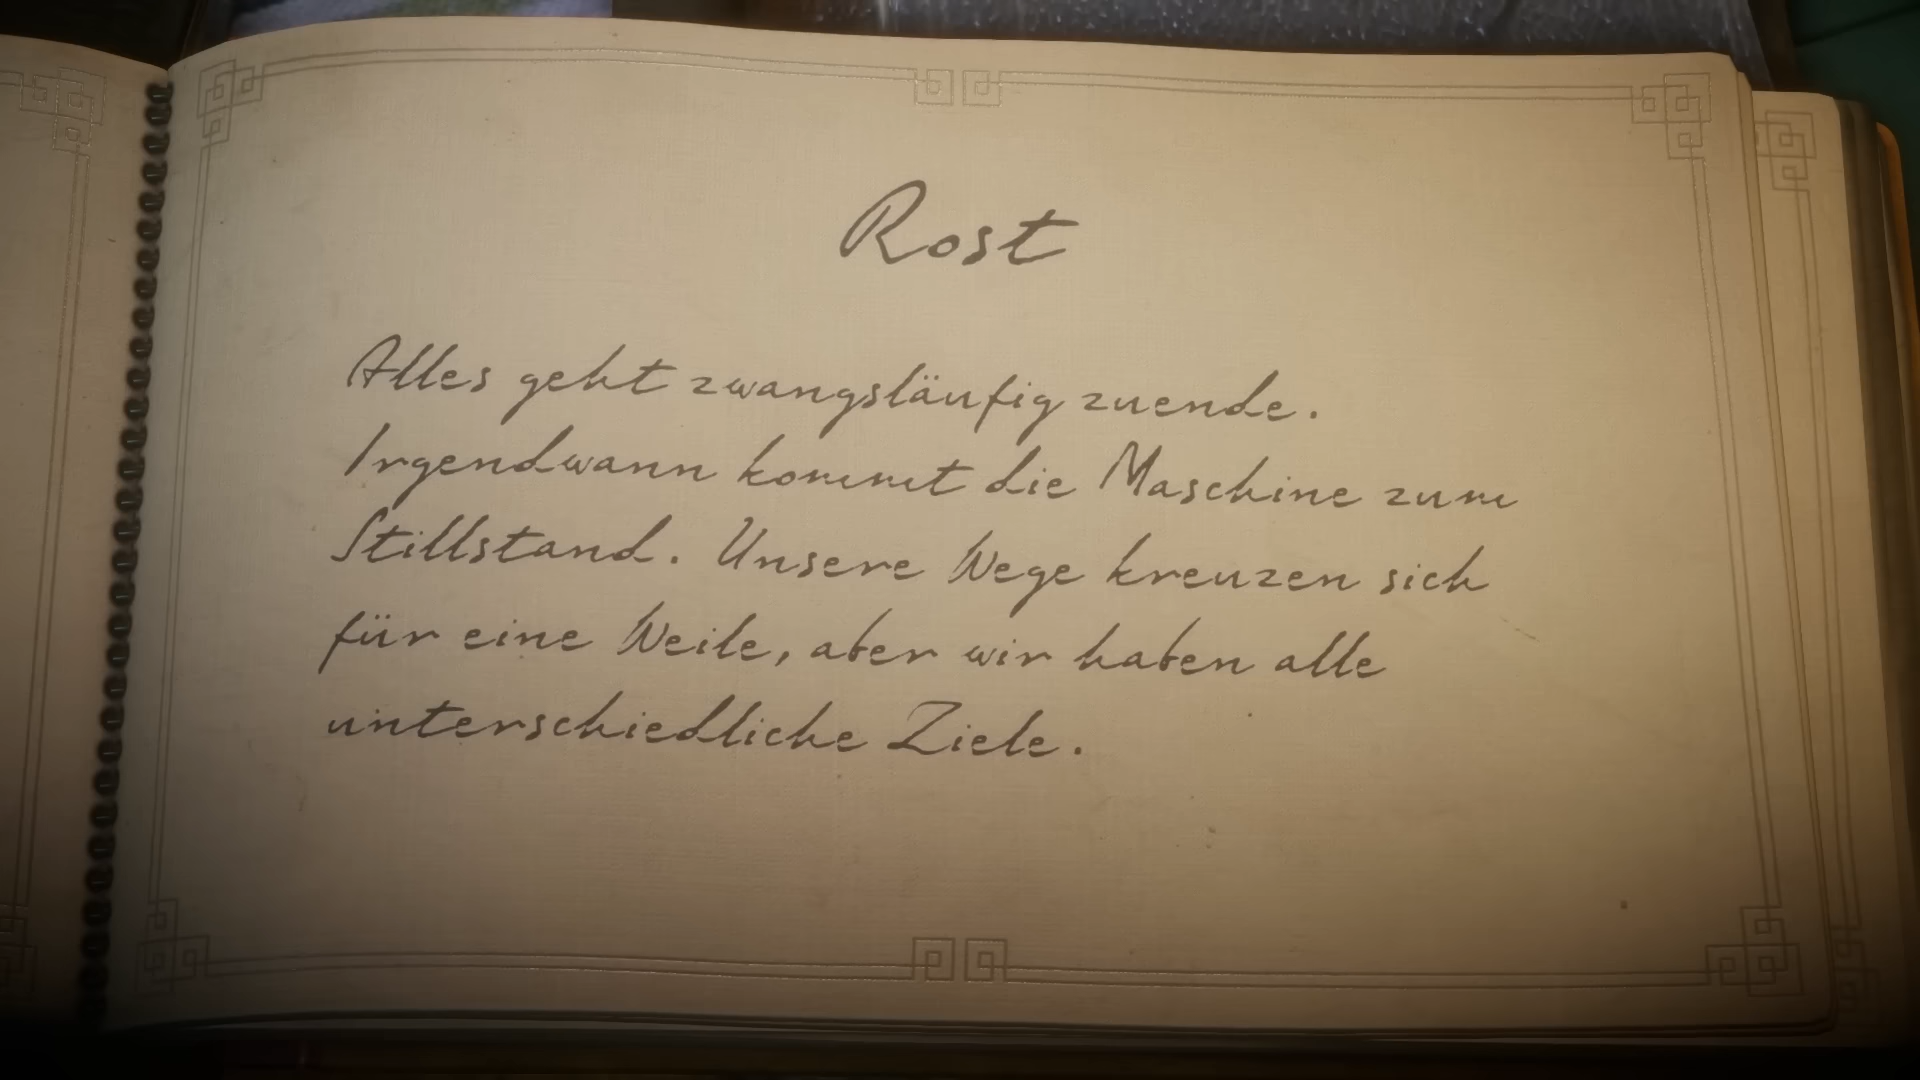 Rost
Alles geht zwangsläufig zuende.
Irgendwann kommt die Maschine zum
Stillstand. Unsere Wege kreuzen sich
für eine Weile, aber wir haben alle
unterschiedliche Ziele.